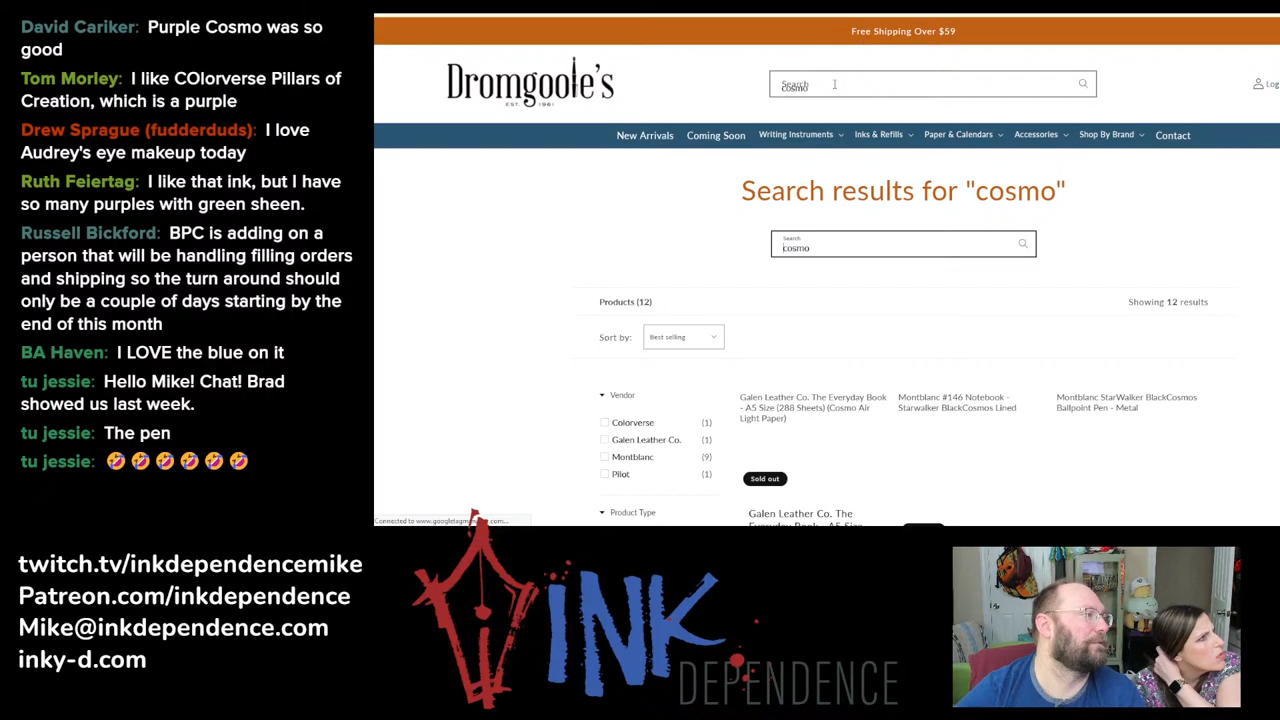 David Cariker: Purple Cosmo was so
good
Tom Morley: I like COlorverse Pillars of
Creation, which is a purple
Drew Sprague (fudderduds): I love
Audrey's eye makeup today
Ruth Feiertag: I like that ink, but I have
so many purples with green sheen.
Russell Bickford: BPC is adding on a
person that will be handling filling orders
and shipping so the turn around should
only be a couple of days starting by the
end of this month
BA Haven: I LOVE the blue on it
tu jessie: Hello Mike! Chat! Brad
showed us last week.
tu jessie: The pen
tu jessie: 🤣🤣🤣🤣🤣🤣
Free Shipping Over $59
Dromgoole's
EST. 1961
Search
cosmo
Log
New Arrivals Coming Soon Writing Instruments Inks & Refills Paper & Calendars Accessories Shop By Brand Contact
Search results for "cosmo"
Search
cosmo
Products (12)
Showing 12 results
Sort by: Best selling
Vendor
Colorverse (1)
Galen Leather Co. (1)
Montblanc (9)
Pilot (1)
Product Type
Galen Leather Co. The Everyday Book
- A5 Size (288 Sheets) (Cosmo Air
Light Paper)
Montblanc #146 Notebook -
Starwalker BlackCosmos Lined
Montblanc StarWalker BlackCosmos
Ballpoint Pen - Metal
Sold out
Galen Leather Co. The
Everyday Book - A5 Size
Connected to www.googletagmanager.com...
twitch.tv/inkdependencemike
Patreon.com/inkdependence
Mike@inkdependence.com
inky-d.com
INK
DEPENDENCE